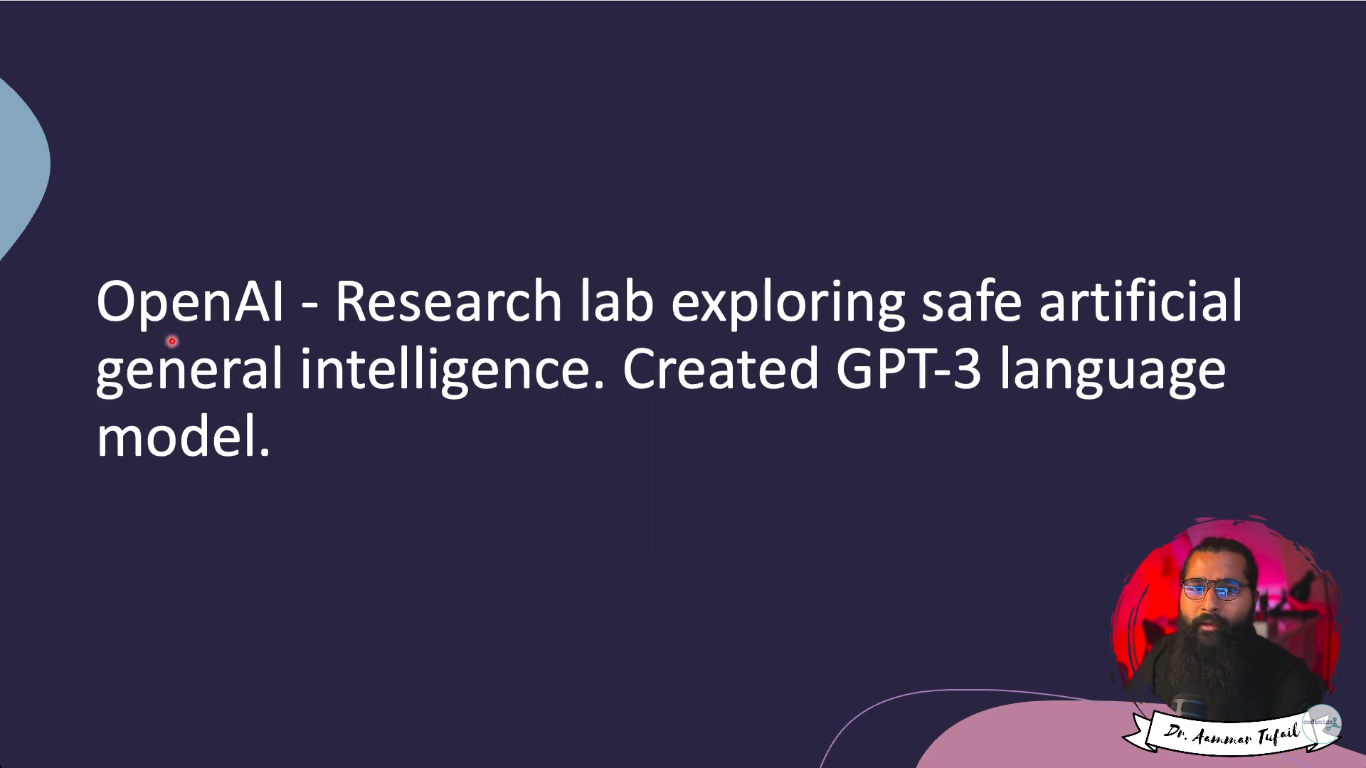 OpenAI - Research lab exploring safe artificial
general intelligence. Created GPT-3 language
model.
Dr. Aammar Tufail